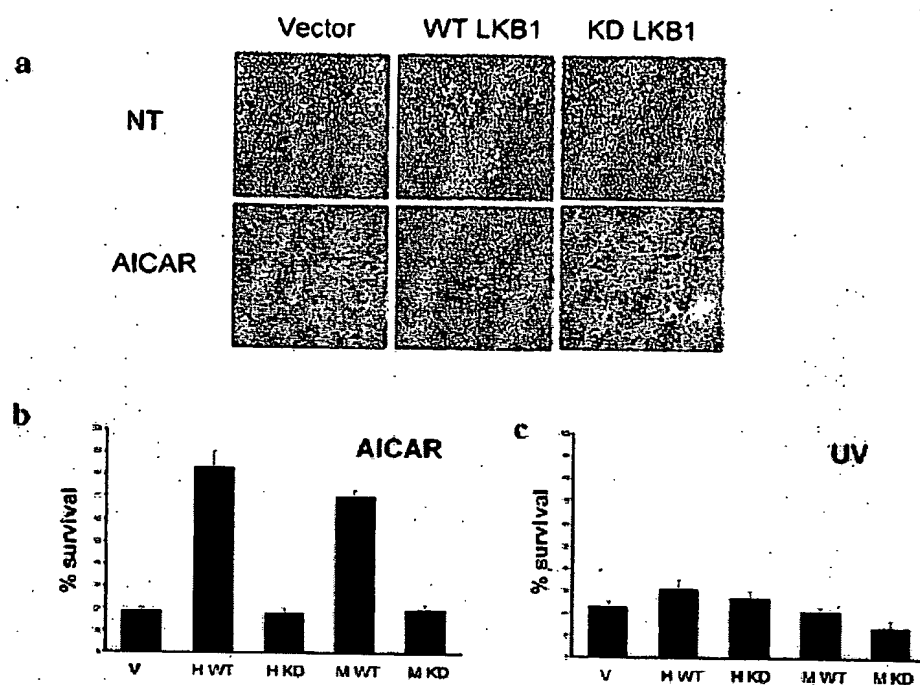 Vector WT LKB1 KD LKB1
a
NT
AICAR
b
AICAR
% survival
V H WT H KD M WT M KD
c
UV
% survival
V H WT H KD M WT M KD